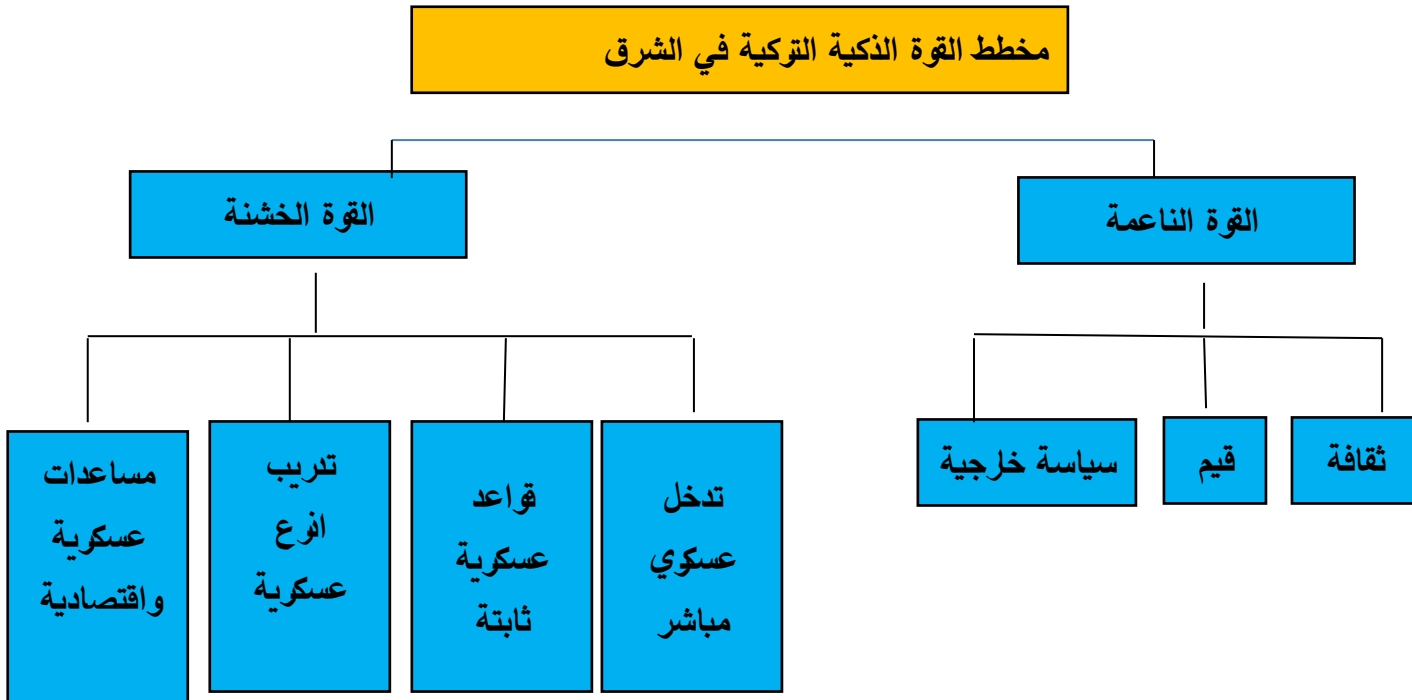 مخطط القوة الذكية التركية في الشرق
القوة الناعمة
القوة الخشنة
ثقافة
قيم
سياسة خارجية
تدخل
عسكري
مباشر
قواعد
عسكرية
ثابتة
تدريب
اذرع
عسكرية
مساعدات
عسكرية
واقتصادية